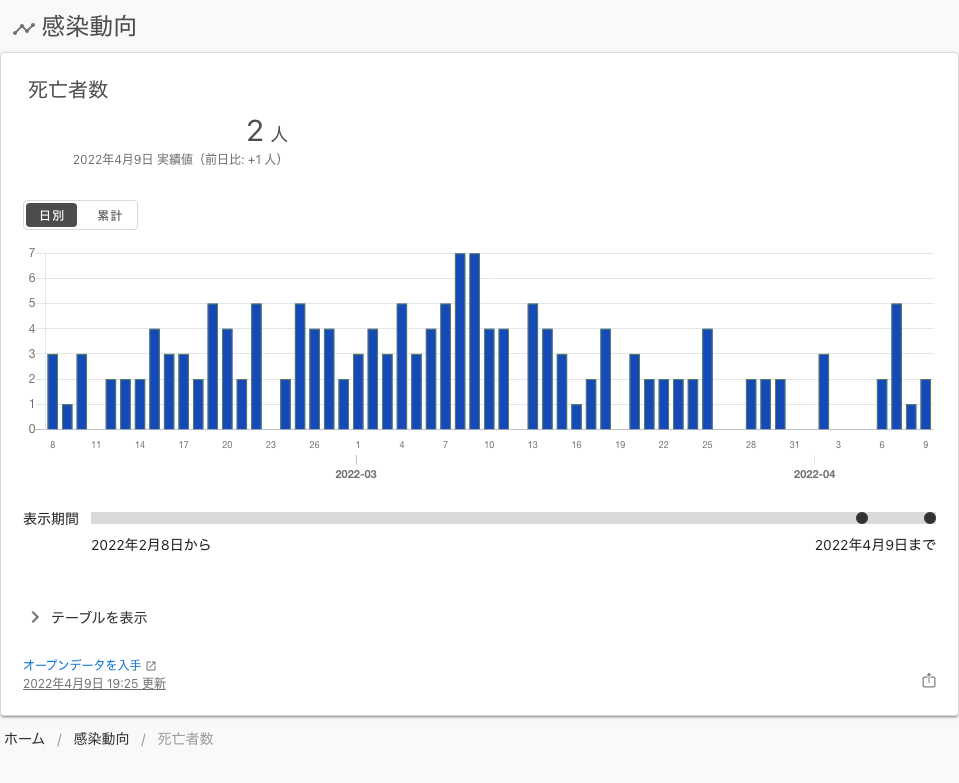 感染動向
死亡者数
2 人
2022年4月9日 実績値（前日比: +1 人）
日別 累計
7
6
5
4
3
2
1
0
8 11 14 17 20 23 26 1 4 7 10 13 16 19 22 25 28 31 3 6 9
2022-03 2022-04
表示期間
2022年2月8日から 2022年4月9日まで
テーブルを表示
オープンデータを入手
2022年4月9日 19:25 更新
ホーム / 感染動向 / 死亡者数